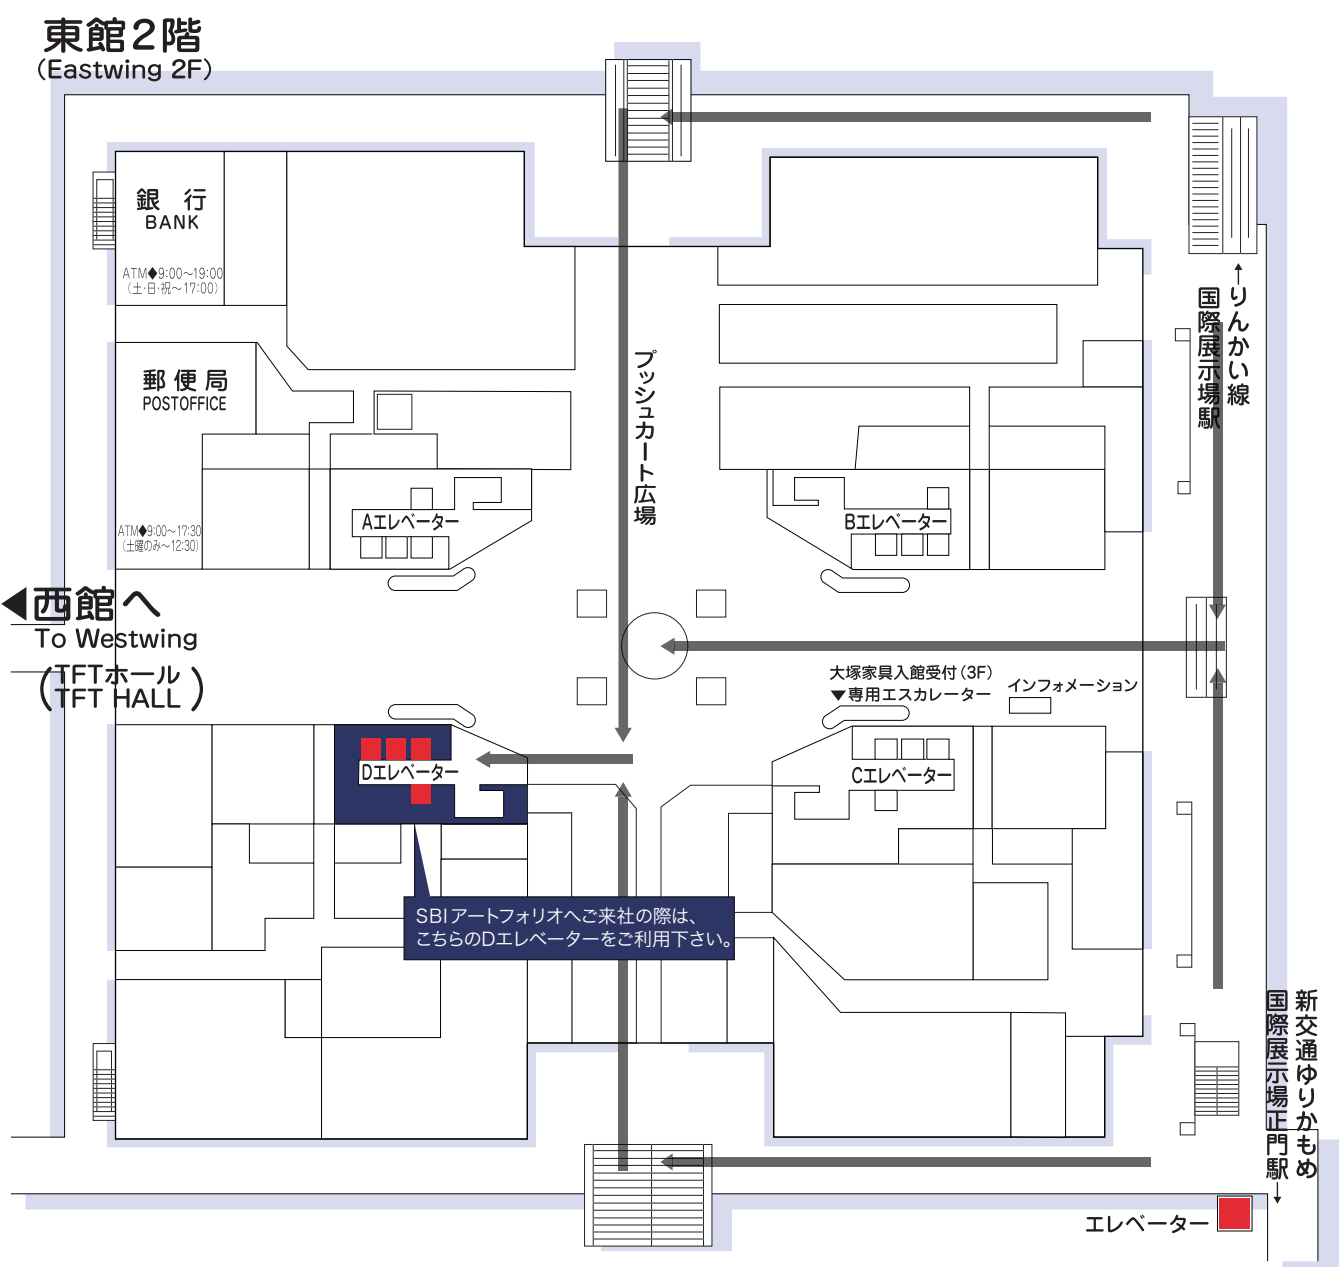 東館2階
(Eastwing 2F)
銀 行
BANK
ATM◆9:00～19:00
(土・日・祝～17:00)
郵便局
POSTOFFICE
ATM◆9:00～17:30
(土曜のみ～12:30)
プッシュカート広場
←りんかい線
国際展示場駅
Aエレベーター
Bエレベーター
◀西館へ
To Westwing
(TFTホール
TFT HALL)
大塚家具入館受付(3F)
▼専用エスカレーター
インフォメーション
Dエレベーター
Cエレベーター
SBIアートフォリオへご来社の際は、
こちらのDエレベーターをご利用下さい。
新交通ゆりかもめ
国際展示場正門駅→
エレベーター